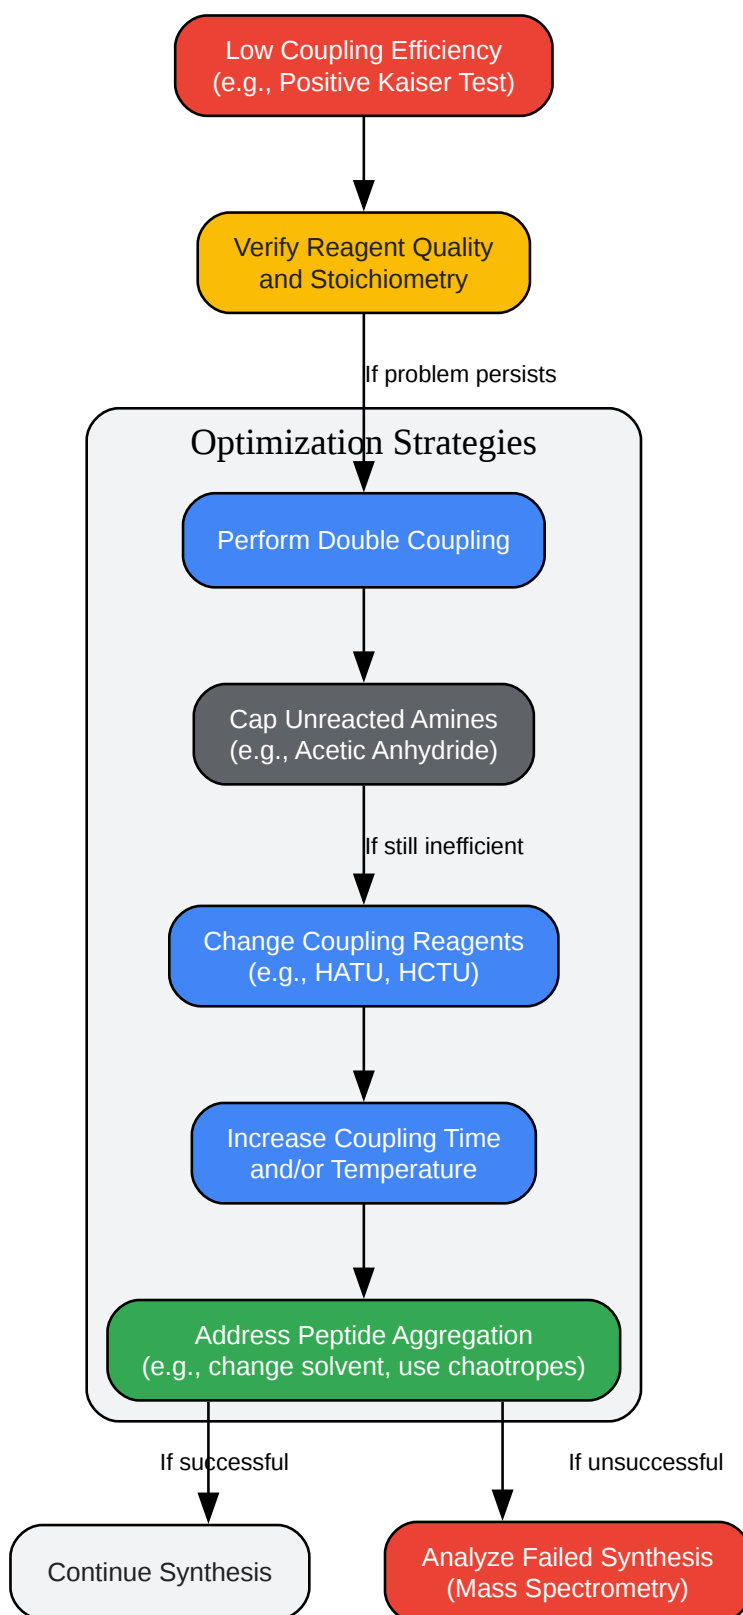 Low Coupling Efficiency
(e.g., Positive Kaiser Test)
Verify Reagent Quality
and Stoichiometry
If problem persists
Optimization Strategies
Perform Double Coupling
Cap Unreacted Amines
(e.g., Acetic Anhydride)
If still inefficient
Change Coupling Reagents
(e.g., HATU, HCTU)
Increase Coupling Time
and/or Temperature
Address Peptide Aggregation
(e.g., change solvent, use chaotropes)
If successful
If unsuccessful
Continue Synthesis
Analyze Failed Synthesis
(Mass Spectrometry)